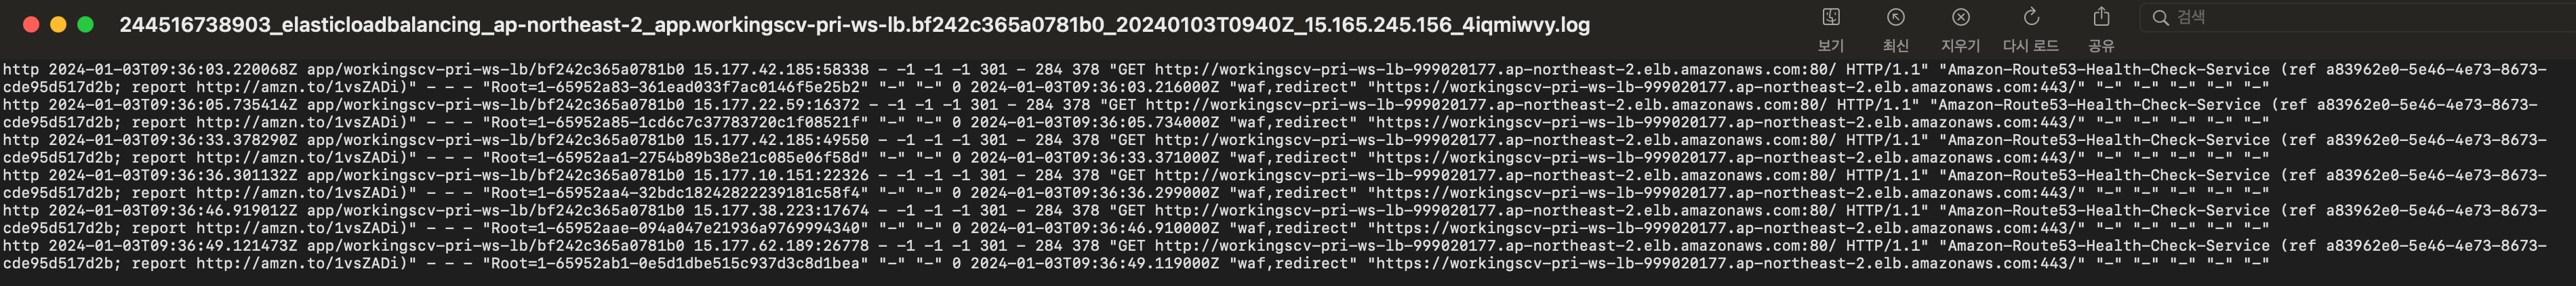 244516738903_elasticloadbalancing_ap-northeast-2_app.workingscv-pri-ws-lb.bf242c365a0781b0_20240103T0940Z_15.165.245.156_4iqmiwvy.log
보기 최신 지우기 다시 로드 공유 검색
http 2024-01-03T09:36:03.220068Z app/workingscv-pri-ws-lb/bf242c365a0781b0 15.177.42.185:58338 - -1 -1 -1 301 - 284 378 "GET http://workingscv-pri-ws-lb-999020177.ap-northeast-2.elb.amazonaws.com:80/ HTTP/1.1" "Amazon-Route53-Health-Check-Service (ref a83962e0-5e46-4e73-8673-
cde95d517d2b; report http://amzn.to/1vsZADi)" - - - "Root=1-65952a83-361ead033f7ac0146f5e25b2" "-" "-" 0 2024-01-03T09:36:03.216000Z "waf,redirect" "https://workingscv-pri-ws-lb-999020177.ap-northeast-2.elb.amazonaws.com:443/" "-" "-" "-" "-" "-"
http 2024-01-03T09:36:05.735414Z app/workingscv-pri-ws-lb/bf242c365a0781b0 15.177.22.59:16372 - -1 -1 -1 301 - 284 378 "GET http://workingscv-pri-ws-lb-999020177.ap-northeast-2.elb.amazonaws.com:80/ HTTP/1.1" "Amazon-Route53-Health-Check-Service (ref a83962e0-5e46-4e73-8673-
cde95d517d2b; report http://amzn.to/1vsZADi)" - - - "Root=1-65952a85-1cd6c7c37783720c1f08521f" "-" "-" 0 2024-01-03T09:36:05.734000Z "waf,redirect" "https://workingscv-pri-ws-lb-999020177.ap-northeast-2.elb.amazonaws.com:443/" "-" "-" "-" "-" "-"
http 2024-01-03T09:36:33.378290Z app/workingscv-pri-ws-lb/bf242c365a0781b0 15.177.42.185:49550 - -1 -1 -1 301 - 284 378 "GET http://workingscv-pri-ws-lb-999020177.ap-northeast-2.elb.amazonaws.com:80/ HTTP/1.1" "Amazon-Route53-Health-Check-Service (ref a83962e0-5e46-4e73-8673-
cde95d517d2b; report http://amzn.to/1vsZADi)" - - - "Root=1-65952aa1-2754b89b38e21c085e06f58d" "-" "-" 0 2024-01-03T09:36:33.371000Z "waf,redirect" "https://workingscv-pri-ws-lb-999020177.ap-northeast-2.elb.amazonaws.com:443/" "-" "-" "-" "-" "-"
http 2024-01-03T09:36:36.301132Z app/workingscv-pri-ws-lb/bf242c365a0781b0 15.177.10.151:22326 - -1 -1 -1 301 - 284 378 "GET http://workingscv-pri-ws-lb-999020177.ap-northeast-2.elb.amazonaws.com:80/ HTTP/1.1" "Amazon-Route53-Health-Check-Service (ref a83962e0-5e46-4e73-8673-
cde95d517d2b; report http://amzn.to/1vsZADi)" - - - "Root=1-65952aa4-32bdc18242822239181c58f4" "-" "-" 0 2024-01-03T09:36:36.299000Z "waf,redirect" "https://workingscv-pri-ws-lb-999020177.ap-northeast-2.elb.amazonaws.com:443/" "-" "-" "-" "-" "-"
http 2024-01-03T09:36:46.919012Z app/workingscv-pri-ws-lb/bf242c365a0781b0 15.177.38.223:17674 - -1 -1 -1 301 - 284 378 "GET http://workingscv-pri-ws-lb-999020177.ap-northeast-2.elb.amazonaws.com:80/ HTTP/1.1" "Amazon-Route53-Health-Check-Service (ref a83962e0-5e46-4e73-8673-
cde95d517d2b; report http://amzn.to/1vsZADi)" - - - "Root=1-65952aae-094a047e21936a9769994340" "-" "-" 0 2024-01-03T09:36:46.910000Z "waf,redirect" "https://workingscv-pri-ws-lb-999020177.ap-northeast-2.elb.amazonaws.com:443/" "-" "-" "-" "-" "-"
http 2024-01-03T09:36:49.121473Z app/workingscv-pri-ws-lb/bf242c365a0781b0 15.177.62.189:26778 - -1 -1 -1 301 - 284 378 "GET http://workingscv-pri-ws-lb-999020177.ap-northeast-2.elb.amazonaws.com:80/ HTTP/1.1" "Amazon-Route53-Health-Check-Service (ref a83962e0-5e46-4e73-8673-
cde95d517d2b; report http://amzn.to/1vsZADi)" - - - "Root=1-65952ab1-0e5d1dbe515c937d3c8d1bea" "-" "-" 0 2024-01-03T09:36:49.119000Z "waf,redirect" "https://workingscv-pri-ws-lb-999020177.ap-northeast-2.elb.amazonaws.com:443/" "-" "-" "-" "-" "-"